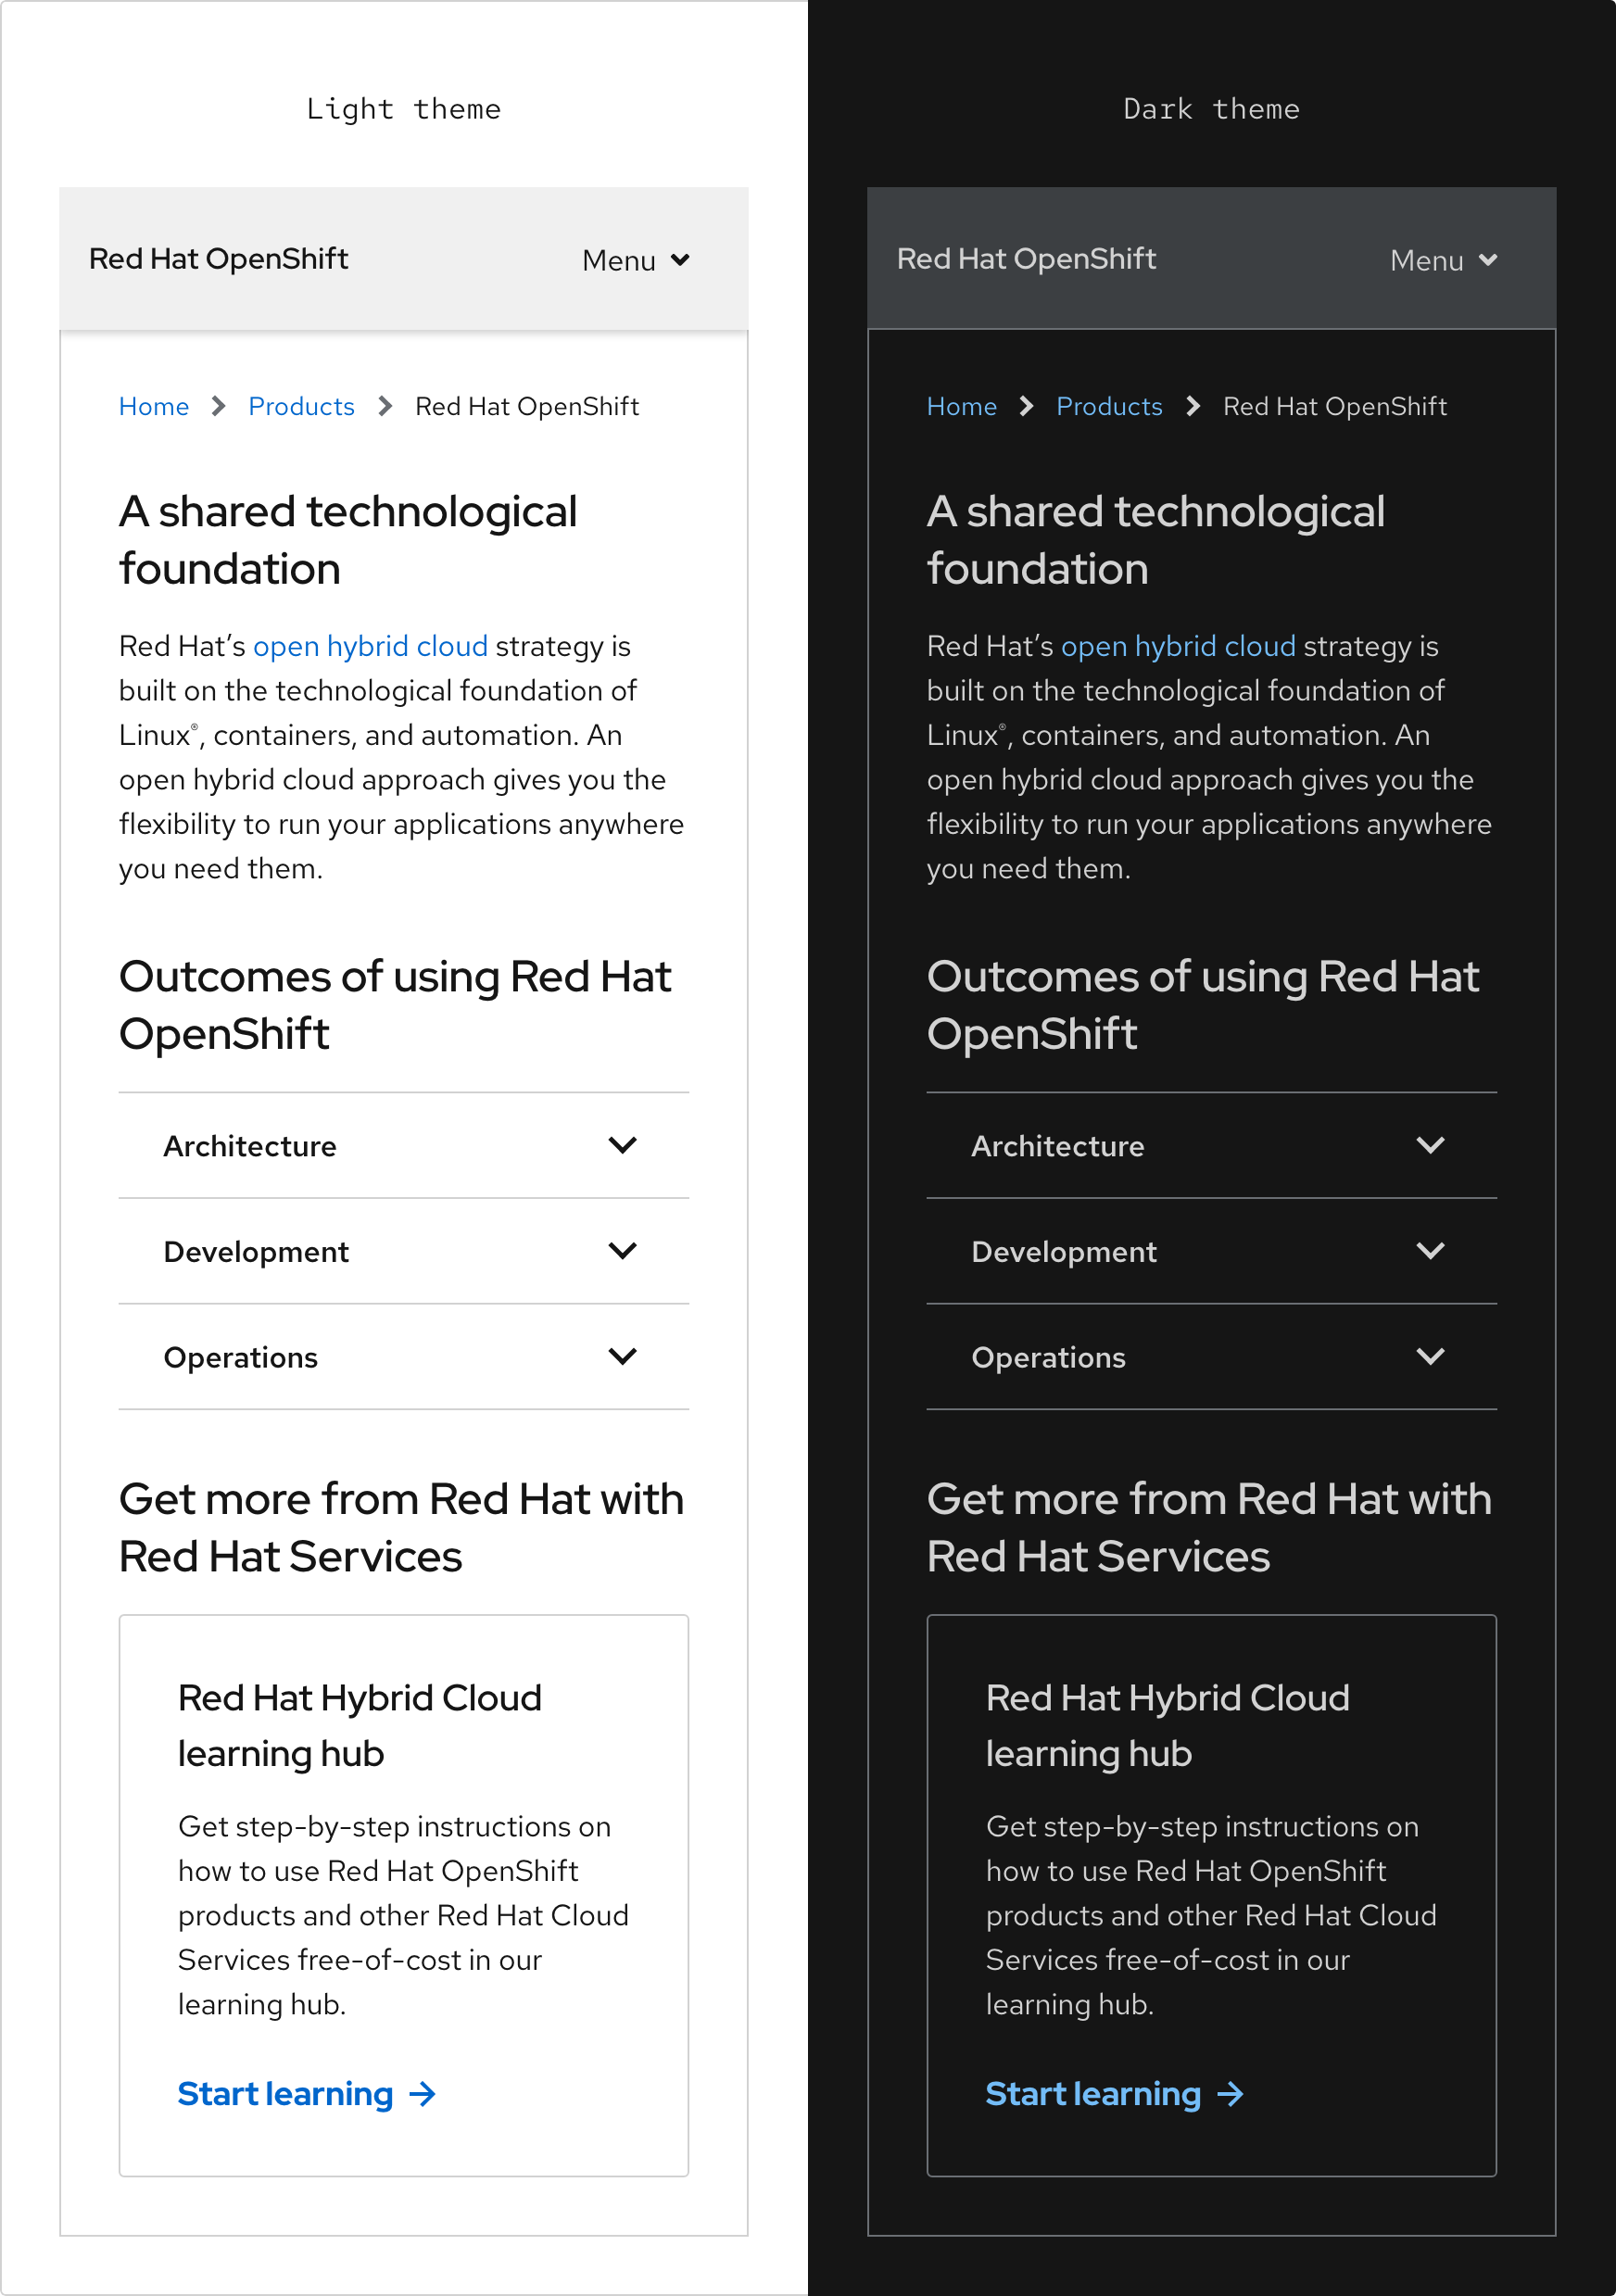 Light theme
Red Hat OpenShift
Menu
Home Products Red Hat OpenShift
A shared technological
foundation
Red Hat’s open hybrid cloud strategy is
built on the technological foundation of
Linux®, containers, and automation. An
open hybrid cloud approach gives you the
flexibility to run your applications anywhere
you need them.
Outcomes of using Red Hat
OpenShift
Architecture
Development
Operations
Get more from Red Hat with
Red Hat Services
Red Hat Hybrid Cloud
learning hub
Get step-by-step instructions on
how to use Red Hat OpenShift
products and other Red Hat Cloud
Services free-of-cost in our
learning hub.
Start learning
Dark theme
Red Hat OpenShift
Menu
Home Products Red Hat OpenShift
A shared technological
foundation
Red Hat’s open hybrid cloud strategy is
built on the technological foundation of
Linux®, containers, and automation. An
open hybrid cloud approach gives you the
flexibility to run your applications anywhere
you need them.
Outcomes of using Red Hat
OpenShift
Architecture
Development
Operations
Get more from Red Hat with
Red Hat Services
Red Hat Hybrid Cloud
learning hub
Get step-by-step instructions on
how to use Red Hat OpenShift
products and other Red Hat Cloud
Services free-of-cost in our
learning hub.
Start learning